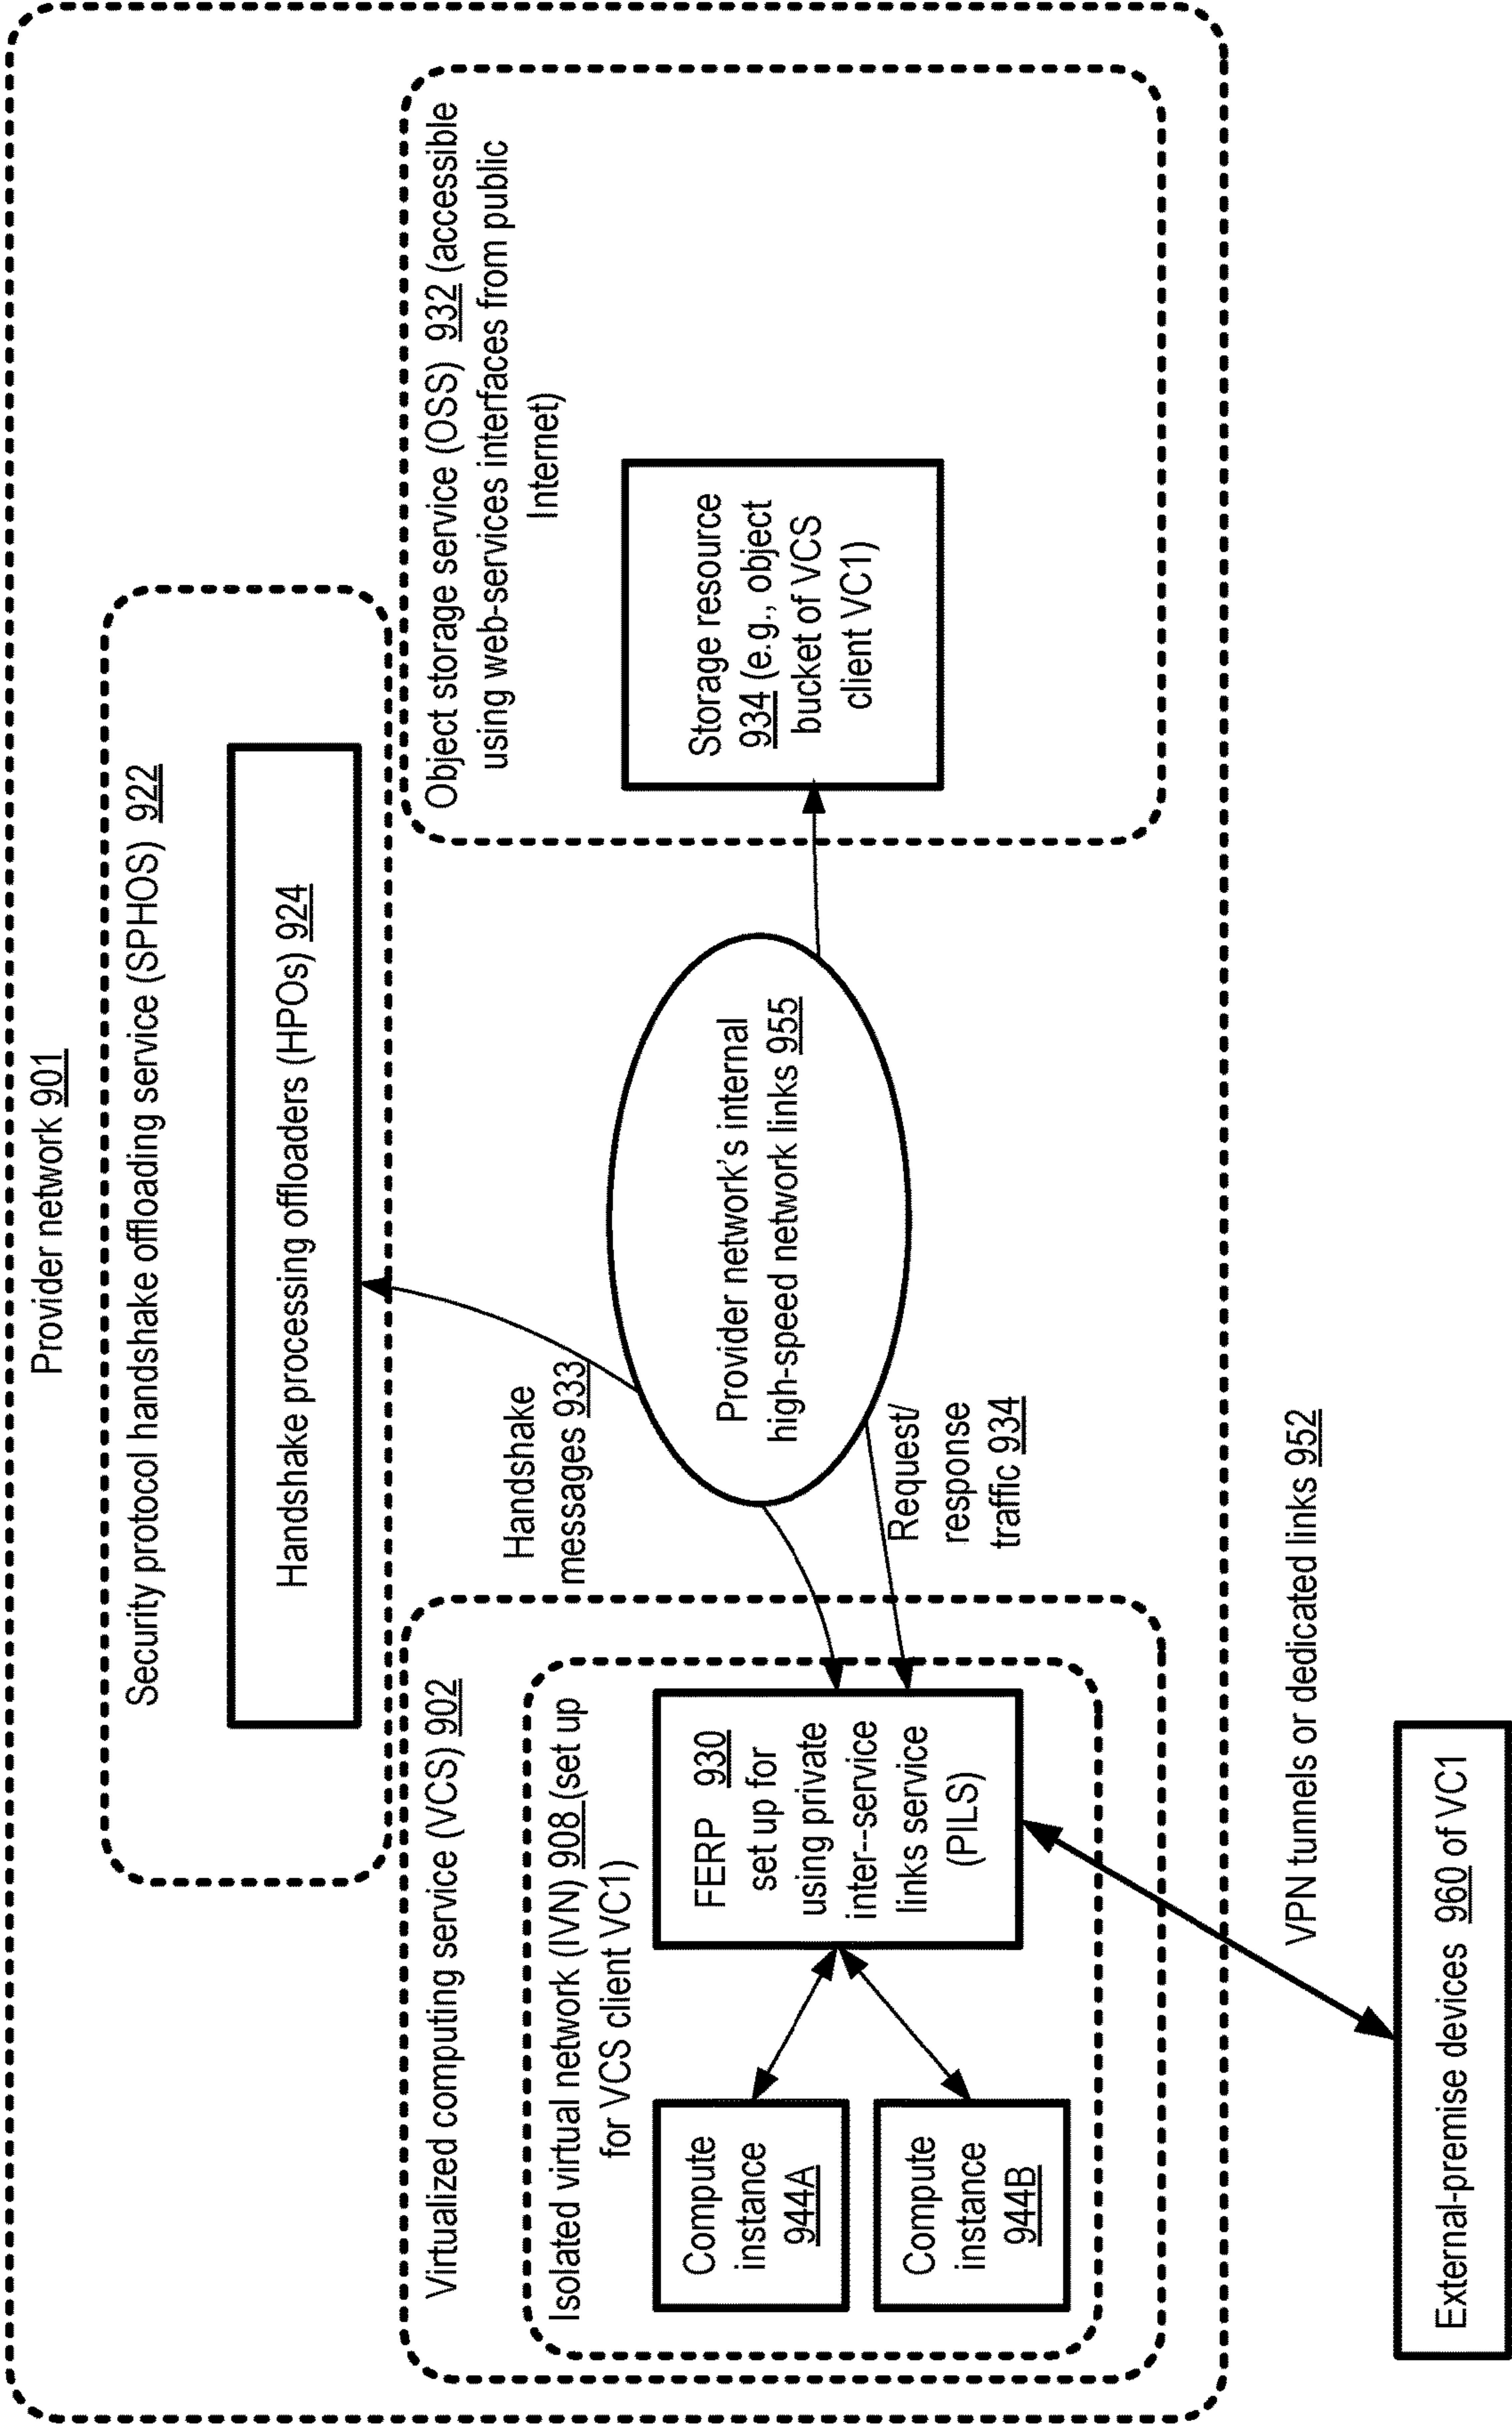 Provider network 901
Security protocol handshake offloading service (SPHOS) 922
Handshake processing offloaders (HPOs) 924
Virtualized computing service (VCS) 902
Isolated virtual network (IVN) 908 (set up
for VCS client VC1)
Compute
instance
944A
Compute
instance
944B
FERP 930
set up for
using private
inter--service
links service
(PILS)
Handshake
messages 933
Request/
response
traffic 934
Provider network's internal
high-speed network links 955
Object storage service (OSS) 932 (accessible
using web-services interfaces from public
Internet)
Storage resource
934 (e.g., object
bucket of VCS
client VC1)
VPN tunnels or dedicated links 952
External-premise devices 960 of VC1